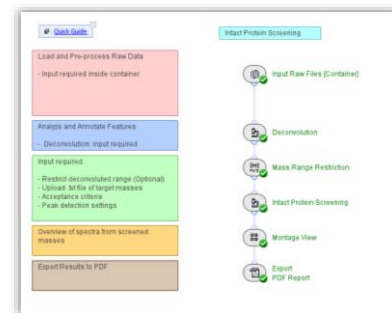 Quick Guide
Intact Protein Screening
Load and Pre-process Raw Data
- Input required inside container
Input Raw Files [Container]
Analyze and Annotate Features
- Deconvolution: input required
Deconvolution
Input required:
- Restrict deconvoluted range (Optional)
- Upload .txt file of target masses
- Acceptance criteria
- Peak detection settings
Mass Range Restriction
Intact Protein Screening
Overview of spectra from screened
masses
Montage View
Export Results to PDF
Export
PDF Report